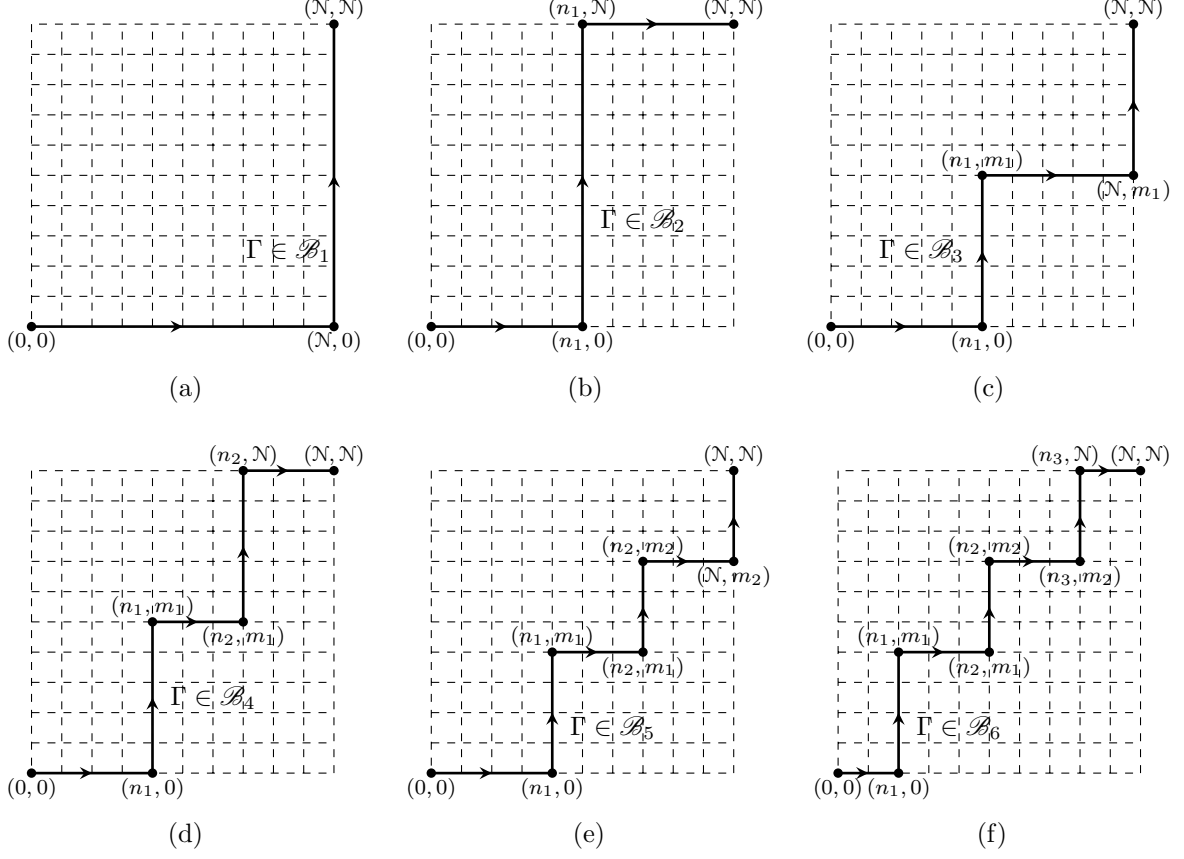 (N, N)
Γ ∈ ℬ₁
(0, 0)
(N, 0)
(a)
(n₁, N)
(N, N)
Γ ∈ ℬ₂
(0, 0)
(n₁, 0)
(b)
(N, N)
(n₁, m₁)
(N, m₁)
Γ ∈ ℬ₃
(0, 0)
(n₁, 0)
(c)
(n₂, N)
(N, N)
(n₁, m₁)
(n₂, m₁)
Γ ∈ ℬ₄
(0, 0)
(n₁, 0)
(d)
(N, N)
(n₂, m₂)
(N, m₂)
(n₁, m₁)
(n₂, m₁)
Γ ∈ ℬ₅
(0, 0)
(n₁, 0)
(e)
(n₃, N)
(N, N)
(n₂, m₂)
(n₃, m₂)
(n₁, m₁)
(n₂, m₁)
Γ ∈ ℬ₆
(0, 0)
(n₁, 0)
(f)